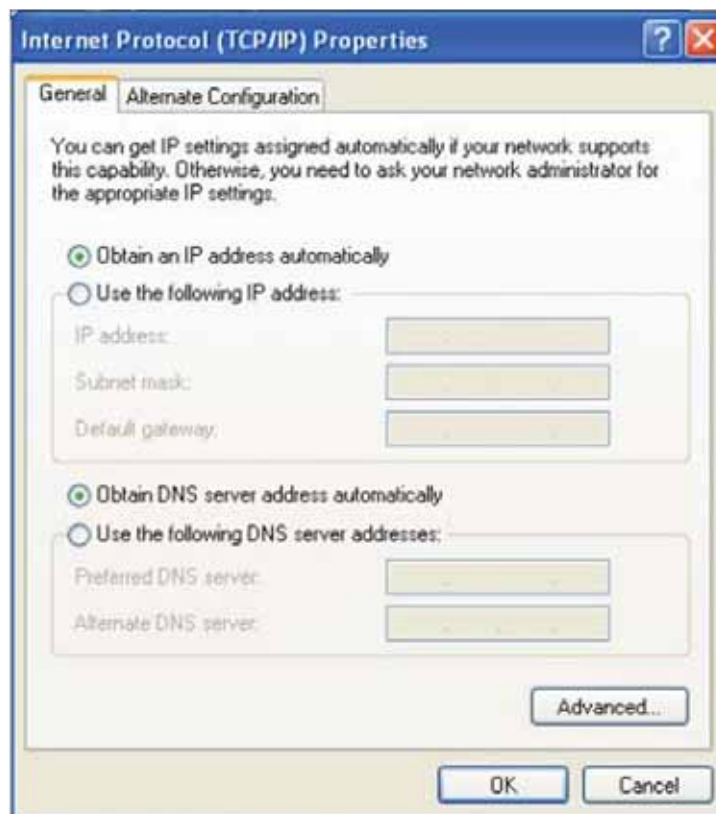 Internet Protocol (TCP/IP) Properties
General
Alternate Configuration
You can get IP settings assigned automatically if your network supports
this capability. Otherwise, you need to ask your network administrator for
the appropriate IP settings.
Obtain an IP address automatically
Use the following IP address:
IP address:
Subnet mask:
Default gateway:
Obtain DNS server address automatically
Use the following DNS server addresses:
Preferred DNS server:
Alternate DNS server:
Advanced...
OK
Cancel